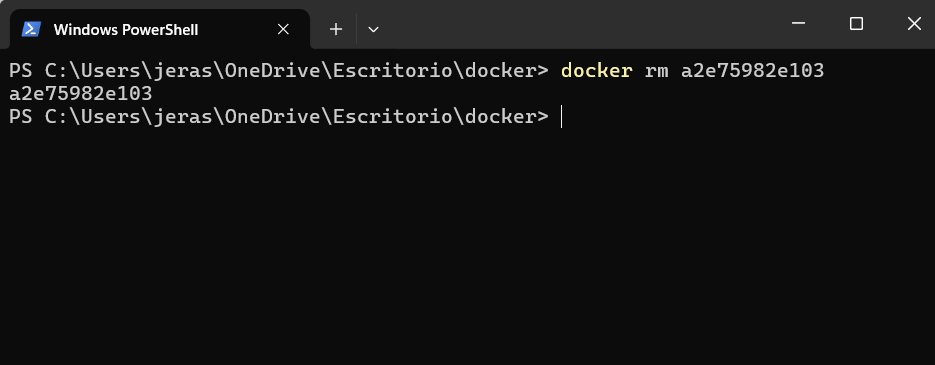 Windows PowerShell
PS C:\Users\jeras\OneDrive\Escritorio\docker> docker rm a2e75982e103
a2e75982e103
PS C:\Users\jeras\OneDrive\Escritorio\docker>